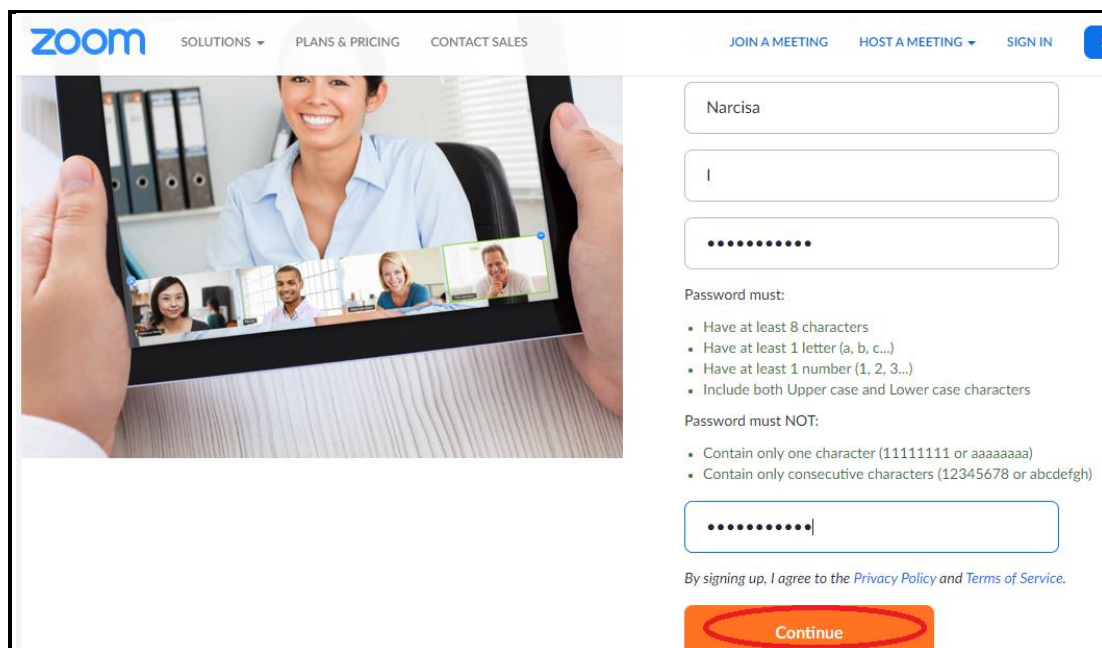 zoom SOLUTIONS PLANS & PRICING CONTACT SALES JOIN A MEETING HOST A MEETING SIGN IN
Narcisa
I
•••••••••••
Password must:
• Have at least 8 characters
• Have at least 1 letter (a, b, c...)
• Have at least 1 number (1, 2, 3...)
• Include both Upper case and Lower case characters
Password must NOT:
• Contain only one character (11111111 or aaaaaaaa)
• Contain only consecutive characters (12345678 or abcdefgh)
•••••••••••
By signing up, I agree to the Privacy Policy and Terms of Service.
Continue